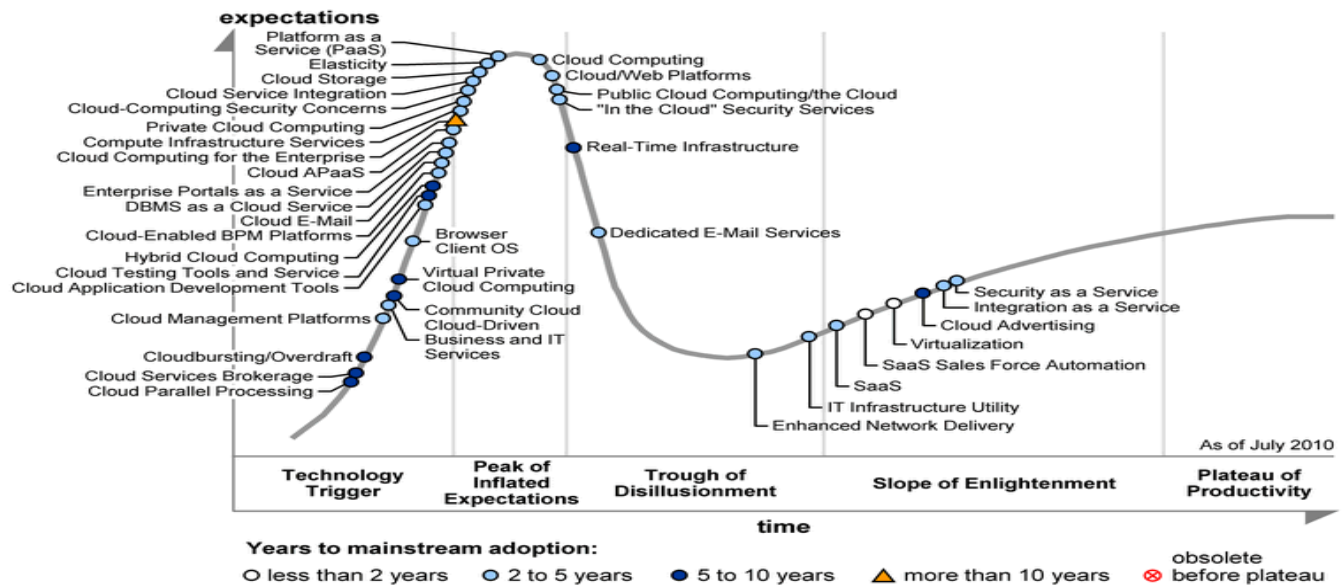 expectations
Platform as a
Service (PaaS)
Elasticity
Cloud Storage
Cloud Service Integration
Cloud-Computing Security Concerns
Private Cloud Computing
Compute Infrastructure Services
Cloud Computing for the Enterprise
Cloud APaaS
Enterprise Portals as a Service
DBMS as a Cloud Service
Cloud E-Mail
Cloud-Enabled BPM Platforms
Hybrid Cloud Computing
Cloud Testing Tools and Service
Cloud Application Development Tools
Cloud Management Platforms
Cloudbursting/Overdraft
Cloud Services Brokerage
Cloud Parallel Processing
Browser
Client OS
Virtual Private
Cloud Computing
Community Cloud
Cloud-Driven
Business and IT
Services
Cloud Computing
Cloud/Web Platforms
Public Cloud Computing/the Cloud
"In the Cloud" Security Services
Real-Time Infrastructure
Dedicated E-Mail Services
Security as a Service
Integration as a Service
Cloud Advertising
Virtualization
SaaS Sales Force Automation
SaaS
IT Infrastructure Utility
Enhanced Network Delivery
As of July 2010
Technology
Trigger
Peak of
Inflated
Expectations
Trough of
Disillusionment
Slope of Enlightenment
Plateau of
Productivity
time
Years to mainstream adoption:
less than 2 years
2 to 5 years
5 to 10 years
more than 10 years
obsolete
before plateau